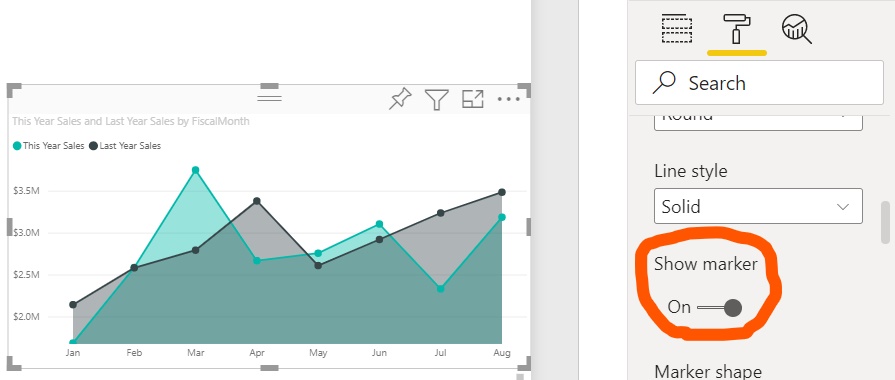 This Year Sales and Last Year Sales by FiscalMonth
This Year Sales Last Year Sales
$3.5M
$3.0M
$2.5M
$2.0M
Jan Feb Mar Apr May Jun Jul Aug
Search
Round
Line style
Solid
Show marker
On
Marker shape